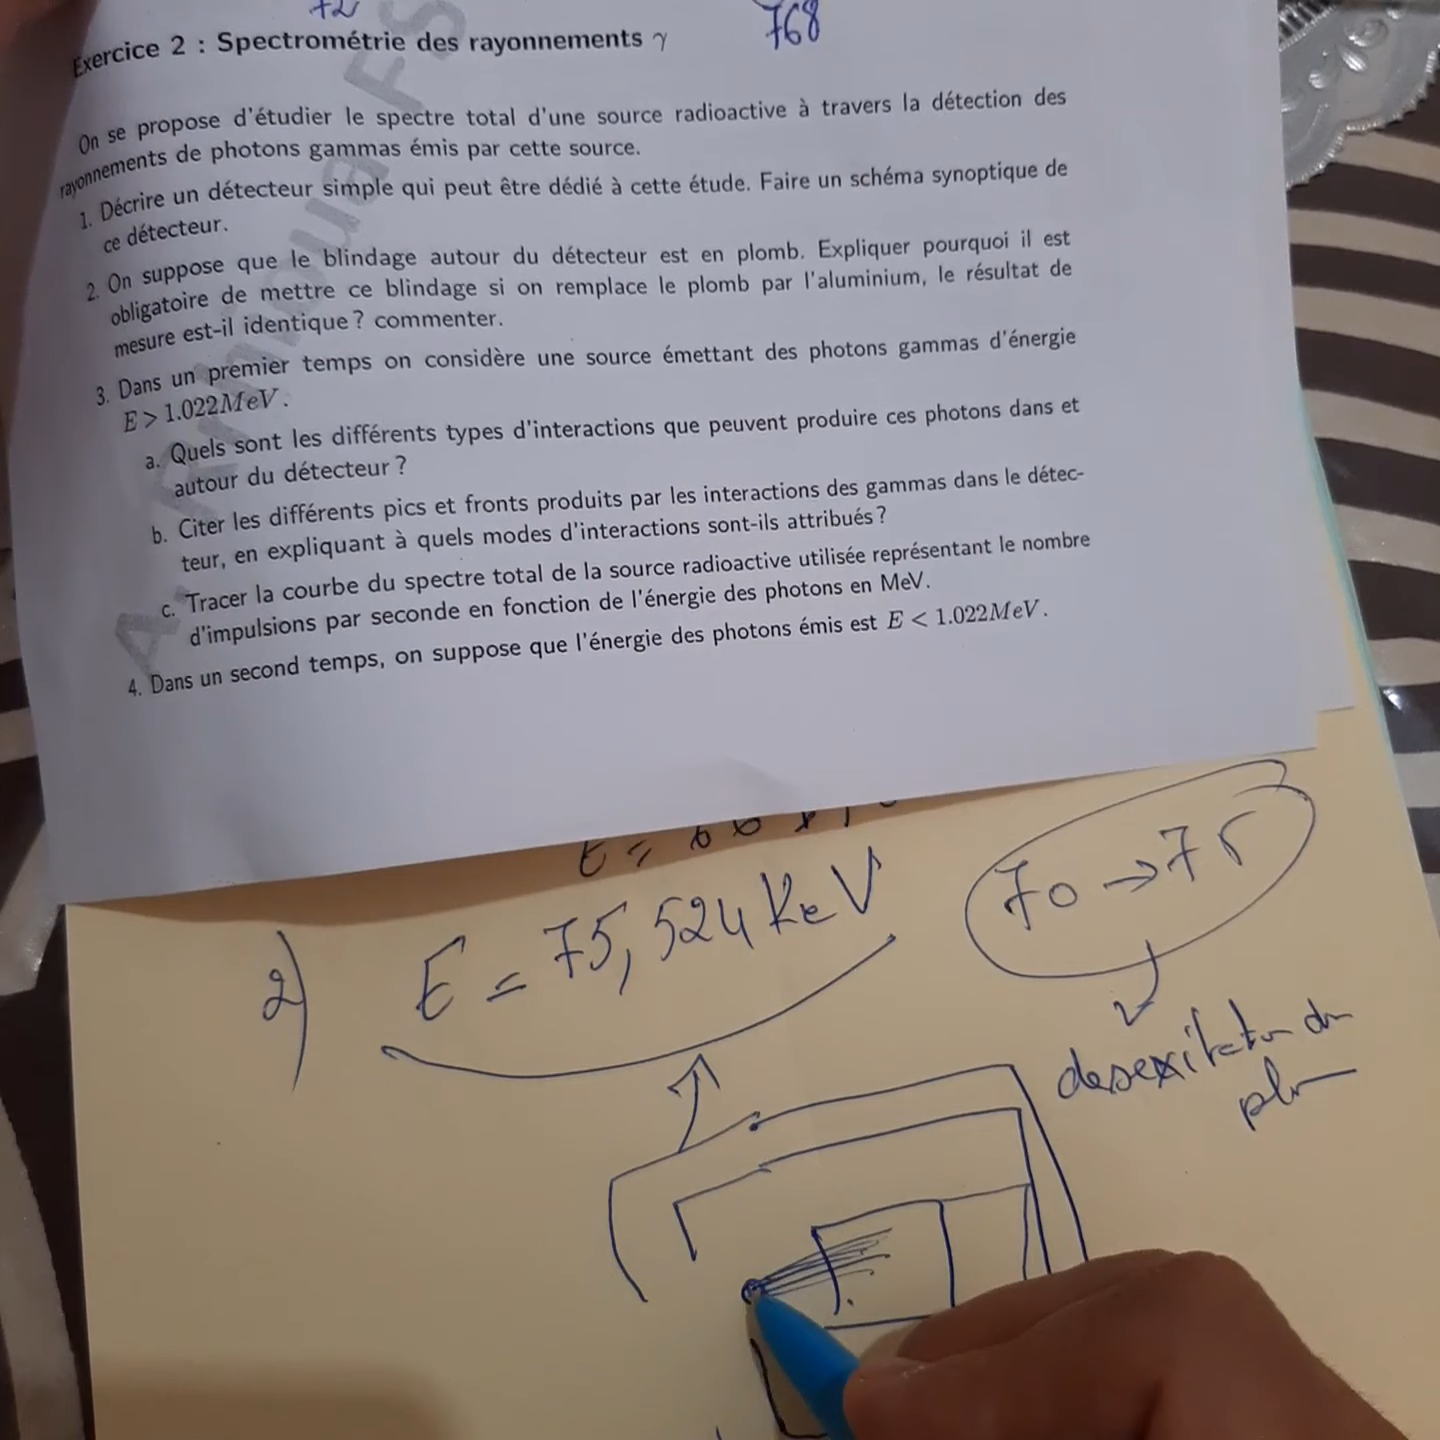 72
768
Exercice 2 : Spectrométrie des rayonnements γ
On se propose d'étudier le spectre total d'une source radioactive à travers la détection des
rayonnements de photons gammas émis par cette source.
1. Décrire un détecteur simple qui peut être dédié à cette étude. Faire un schéma synoptique de
ce détecteur.
2. On suppose que le blindage autour du détecteur est en plomb. Expliquer pourquoi il est
obligatoire de mettre ce blindage si on remplace le plomb par l'aluminium, le résultat de
mesure est-il identique ? commenter.
3. Dans un premier temps on considère une source émettant des photons gammas d'énergie
E > 1.022MeV.
a. Quels sont les différents types d'interactions que peuvent produire ces photons dans et
autour du détecteur ?
b. Citer les différents pics et fronts produits par les interactions des gammas dans le détec-
teur, en expliquant à quels modes d'interactions sont-ils attribués ?
c. Tracer la courbe du spectre total de la source radioactive utilisée représentant le nombre
d'impulsions par seconde en fonction de l'énergie des photons en MeV.
4. Dans un second temps, on suppose que l'énergie des photons émis est E < 1.022MeV.
E =
2) E = 75,524 KeV
70 → 75